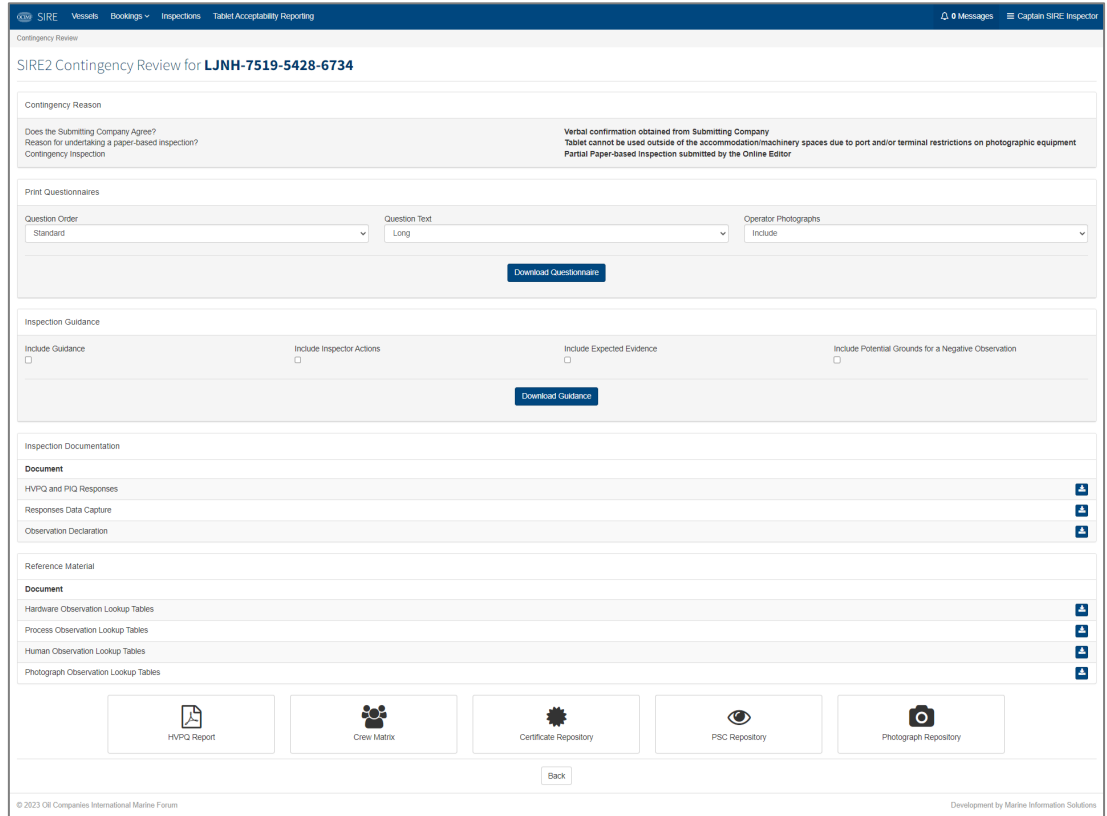 OCIMF SIRE Vessels Bookings Inspections Tablet Acceptability Reporting 0 Messages Captain SIRE Inspector
Contingency Review
SIRE2 Contingency Review for LJNH-7519-5428-6734
Contingency Reason
Does the Submitting Company Agree? Verbal confirmation obtained from Submitting Company
Reason for undertaking a paper-based inspection? Tablet cannot be used outside of the accommodation/machinery spaces due to port and/or terminal restrictions on photographic equipment
Contingency Inspection Partial Paper-based Inspection submitted by the Online Editor
Print Questionnaires
Question Order Question Text Operator Photographs
Standard Long Include
Download Questionnaire
Inspection Guidance
Include Guidance Include Inspector Actions Include Expected Evidence Include Potential Grounds for a Negative Observation
Download Guidance
Inspection Documentation
Document
HVPQ and PIQ Responses
Responses Data Capture
Observation Declaration
Reference Material
Document
Hardware Observation Lookup Tables
Process Observation Lookup Tables
Human Observation Lookup Tables
Photograph Observation Lookup Tables
HVPQ Report Crew Matrix Certificate Repository PSC Repository Photograph Repository
Back
© 2023 Oil Companies International Marine Forum Development by Marine Information Solutions